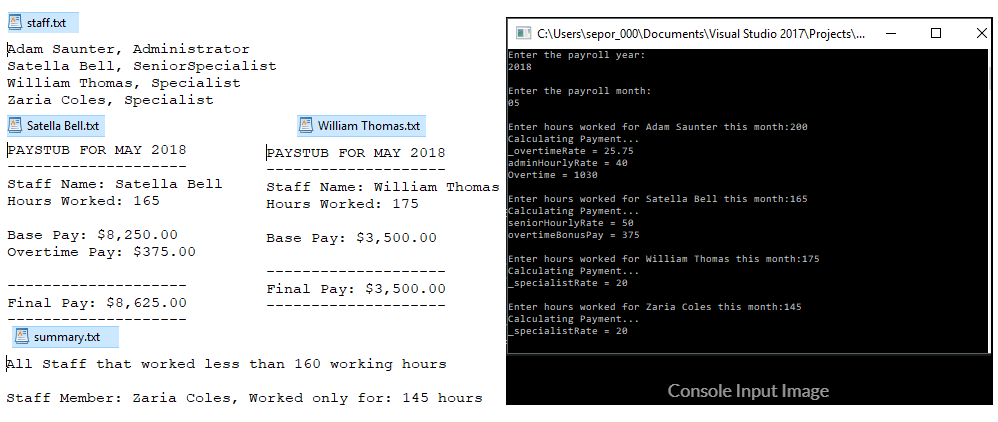 staff.txt
Adam Saunter, Administrator
Satella Bell, SeniorSpecialist
William Thomas, Specialist
Zaria Coles, Specialist
Satella Bell.txt
PAYSTUB FOR MAY 2018
--------------------
Staff Name: Satella Bell
Hours Worked: 165
Base Pay: $8,250.00
Overtime Pay: $375.00
--------------------
Final Pay: $8,625.00
--------------------
William Thomas.txt
PAYSTUB FOR MAY 2018
--------------------
Staff Name: William Thomas
Hours Worked: 175
Base Pay: $3,500.00
--------------------
Final Pay: $3,500.00
--------------------
summary.txt
All Staff that worked less than 160 working hours
Staff Member: Zaria Coles, Worked only for: 145 hours
C:\Users\sepor_000\Documents\Visual Studio 2017\Projects\...
Enter the payroll year:
2018
Enter the payroll month:
05
Enter hours worked for Adam Saunter this month:200
Calculating Payment...
_overtimeRate = 25.75
adminHourlyRate = 40
Overtime = 1030
Enter hours worked for Satella Bell this month:165
Calculating Payment...
seniorHourlyRate = 50
overtimeBonusPay = 375
Enter hours worked for William Thomas this month:175
Calculating Payment...
_specialistRate = 20
Enter hours worked for Zaria Coles this month:145
Calculating Payment...
_specialistRate = 20
Console Input Image